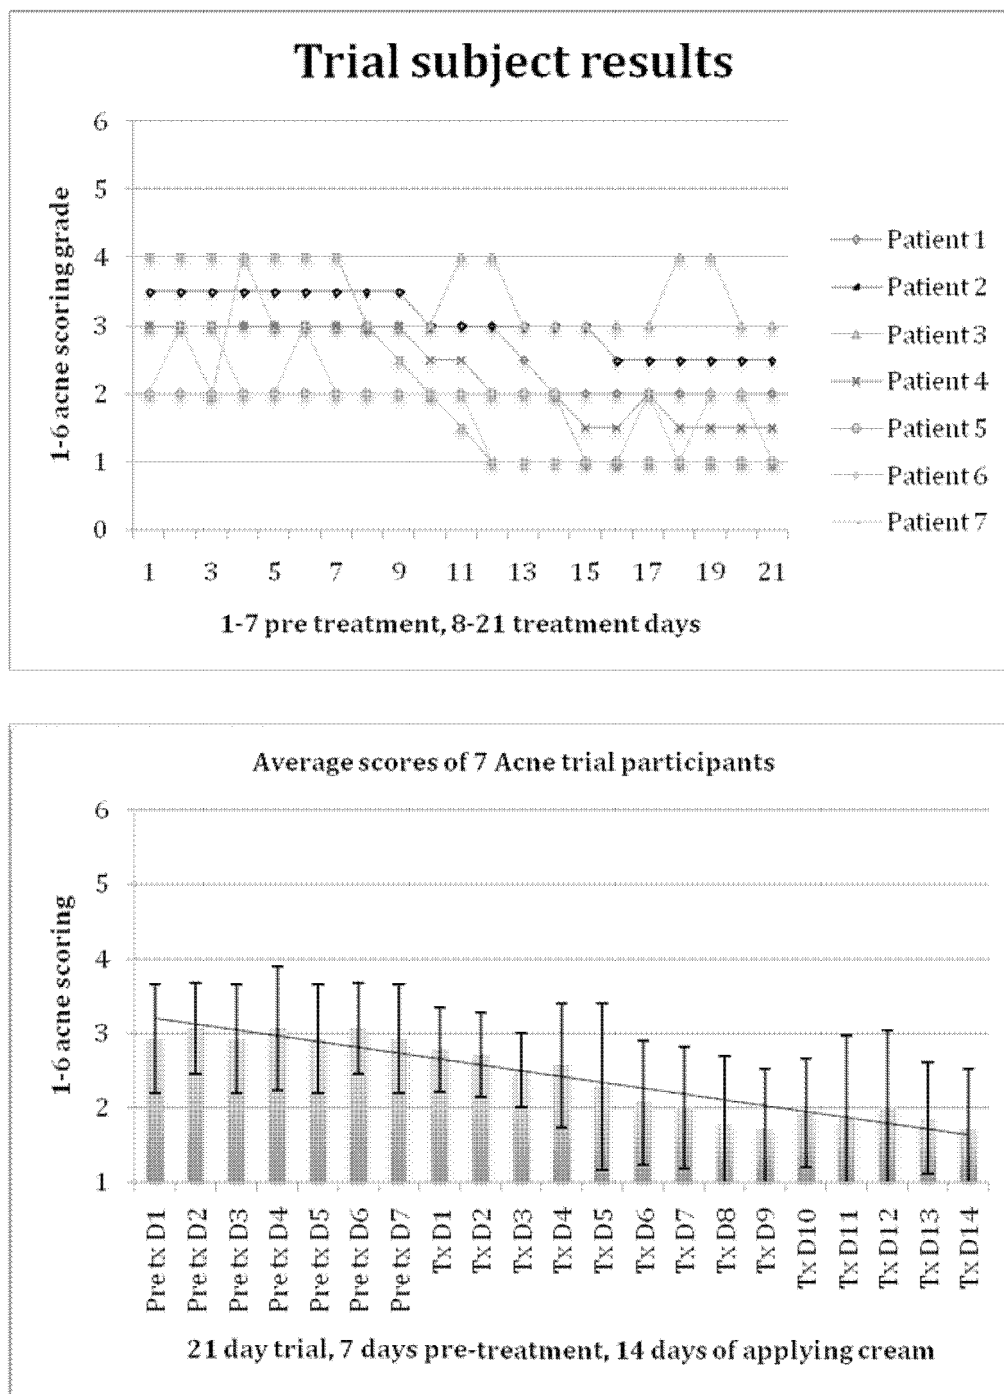 Trial subject results
6
5
4
3
2
1
0
1-6 acne scoring grade
1 3 5 7 9 11 13 15 17 19 21
1-7 pre treatment, 8-21 treatment days
Patient 1
Patient 2
Patient 3
Patient 4
Patient 5
Patient 6
Patient 7
Average scores of 7 Acne trial participants
6
5
4
3
2
1
1-6 acne scoring
Pre tx D1
Pre tx D2
Pre tx D3
Pre tx D4
Pre tx D5
Pre tx D6
Pre tx D7
Tx D1
Tx D2
Tx D3
Tx D4
Tx D5
Tx D6
Tx D7
Tx D8
Tx D9
Tx D10
Tx D11
Tx D12
Tx D13
Tx D14
21 day trial, 7 days pre-treatment, 14 days of applying cream